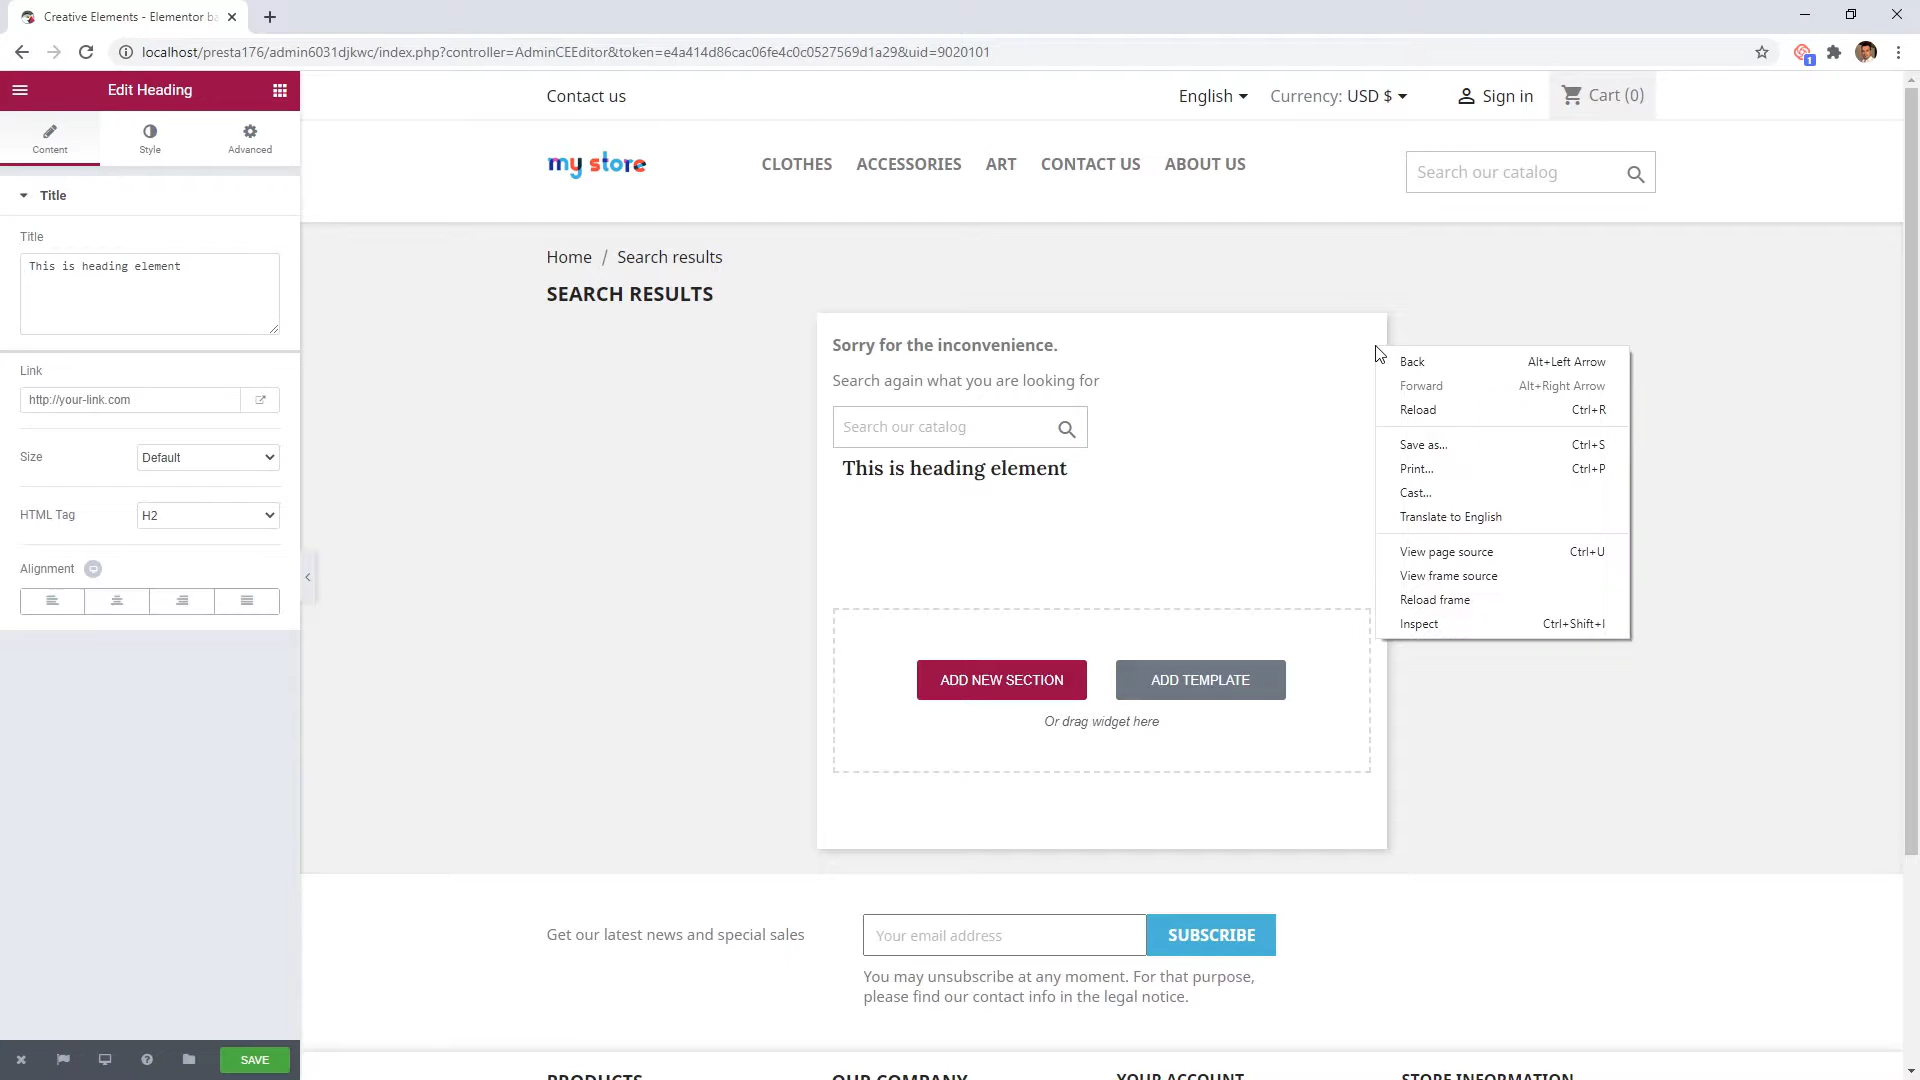 Creative Elements - Elementor ba
localhost/presta176/admin6031djkwc/index.php?controller=AdminCEEditor&token=e4a414d86cac06fe4c0c0527569d1a29&uid=9020101
1
Edit Heading
Content
Style
Advanced
Title
Title
This is heading element
Link
http://your-link.com
Size
Default
HTML Tag
H2
Alignment
SAVE
Contact us
English
Currency: USD $
Sign in
Cart (0)
my store
CLOTHES
ACCESSORIES
ART
CONTACT US
ABOUT US
Search our catalog
Home / Search results
SEARCH RESULTS
Sorry for the inconvenience.
Search again what you are looking for
Search our catalog
This is heading element
ADD NEW SECTION
ADD TEMPLATE
Or drag widget here
Back Alt+Left Arrow
Forward Alt+Right Arrow
Reload Ctrl+R
Save as... Ctrl+S
Print... Ctrl+P
Cast...
Translate to English
View page source Ctrl+U
View frame source
Reload frame
Inspect Ctrl+Shift+I
Get our latest news and special sales
Your email address
SUBSCRIBE
You may unsubscribe at any moment. For that purpose,
please find our contact info in the legal notice.
PRODUCTS
OUR COMPANY
YOUR ACCOUNT
STORE INFORMATION